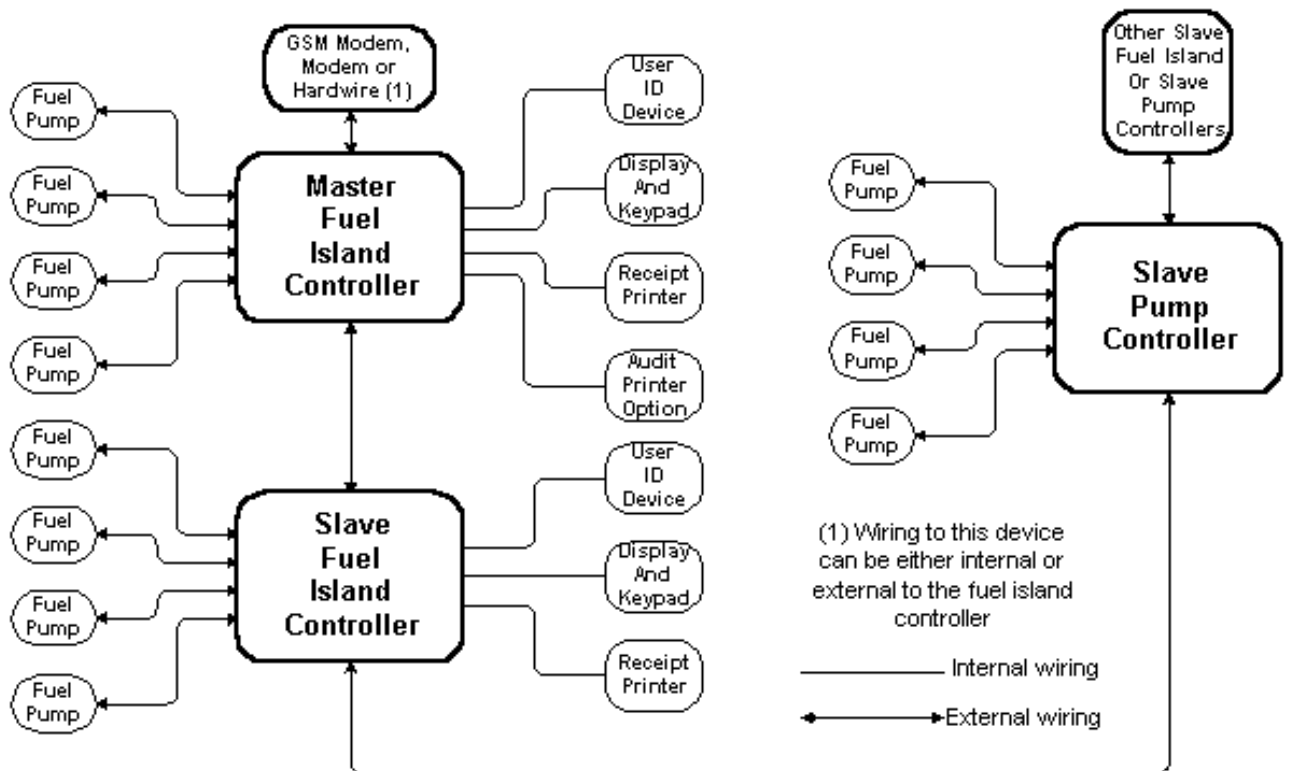 GSM Modem,
Modem or
Hardwire (1)
Fuel
Pump
Fuel
Pump
Fuel
Pump
Fuel
Pump
Master
Fuel
Island
Controller
User
ID
Device
Display
And
Keypad
Receipt
Printer
Audit
Printer
Option
Fuel
Pump
Fuel
Pump
Fuel
Pump
Fuel
Pump
Slave
Fuel
Island
Controller
User
ID
Device
Display
And
Keypad
Receipt
Printer
Other Slave
Fuel Island
Or Slave
Pump
Controllers
Fuel
Pump
Fuel
Pump
Fuel
Pump
Fuel
Pump
Slave
Pump
Controller
(1) Wiring to this device
can be either internal or
external to the fuel island
controller
Internal wiring
External wiring